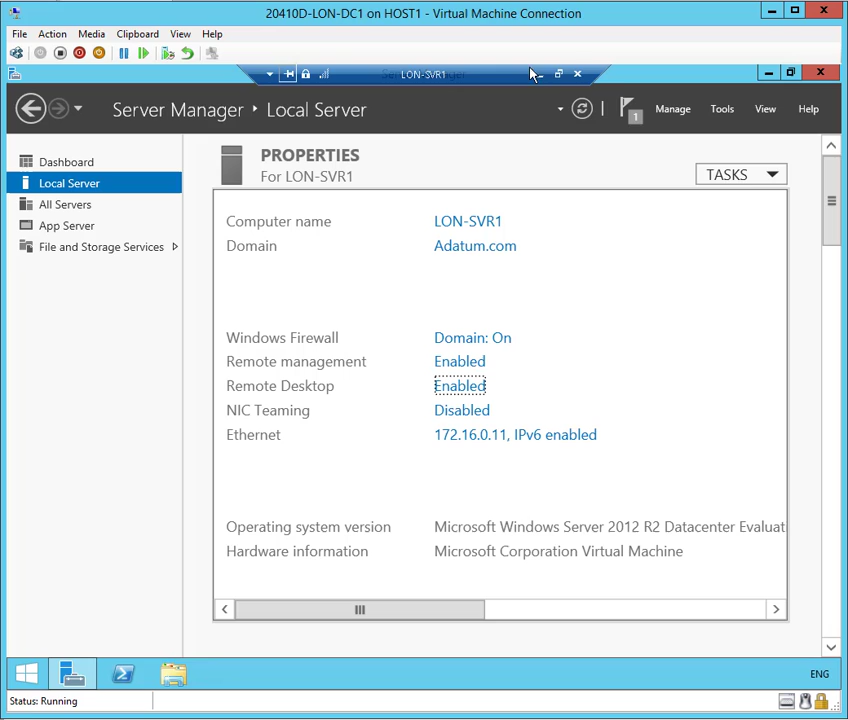 20410D-LON-DC1 on HOST1 - Virtual Machine Connection
File Action Media Clipboard View Help
LON-SVR1
Server Manager Local Server
1
Manage Tools View Help
Dashboard
Local Server
All Servers
App Server
File and Storage Services
PROPERTIES
For LON-SVR1
TASKS
Computer name LON-SVR1
Domain Adatum.com
Windows Firewall Domain: On
Remote management Enabled
Remote Desktop Enabled
NIC Teaming Disabled
Ethernet 172.16.0.11, IPv6 enabled
Operating system version Microsoft Windows Server 2012 R2 Datacenter Evaluat
Hardware information Microsoft Corporation Virtual Machine
ENG
Status: Running